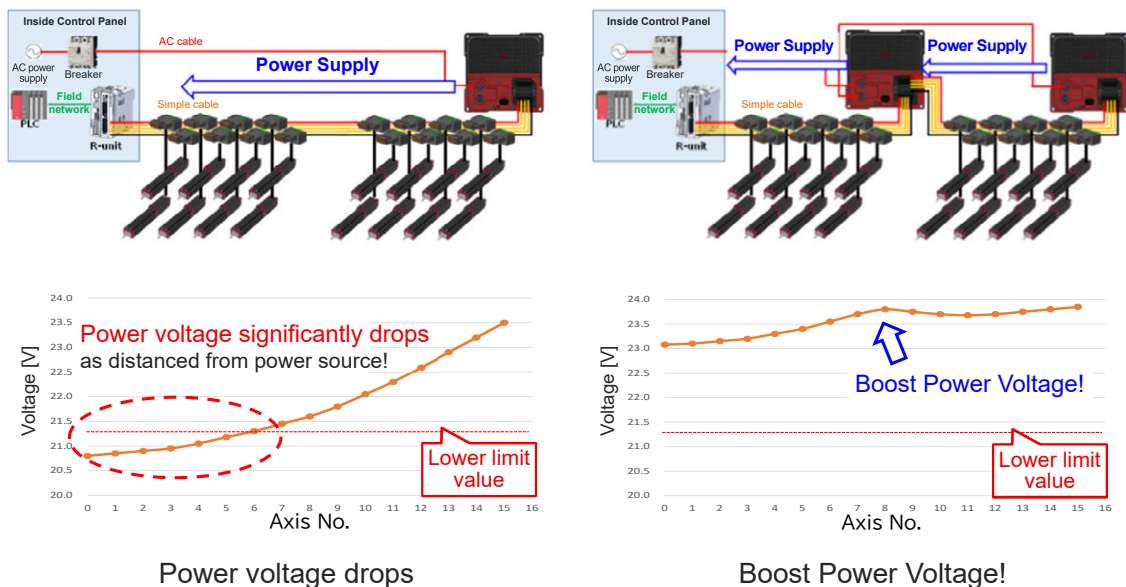 Inside Control Panel
AC cable
AC power
supply
Breaker
Power Supply
Field
network
PLC
Simple cable
R-unit
Inside Control Panel
AC power
supply
Breaker
Power Supply
Power Supply
Field
network
PLC
Simple cable
R-unit
24.0
23.5
23.0
22.5
22.0
21.5
21.0
20.5
20.0
Voltage [V]
Power voltage significantly drops
as distanced from power source!
Lower limit
value
0 1 2 3 4 5 6 7 8 9 10 11 12 13 14 15 16
Axis No.
Power voltage drops
24.0
23.5
23.0
22.5
22.0
21.5
21.0
20.5
20.0
Voltage [V]
Boost Power Voltage!
Lower limit
value
0 1 2 3 4 5 6 7 8 9 10 11 12 13 14 15 16
Axis No.
Boost Power Voltage!